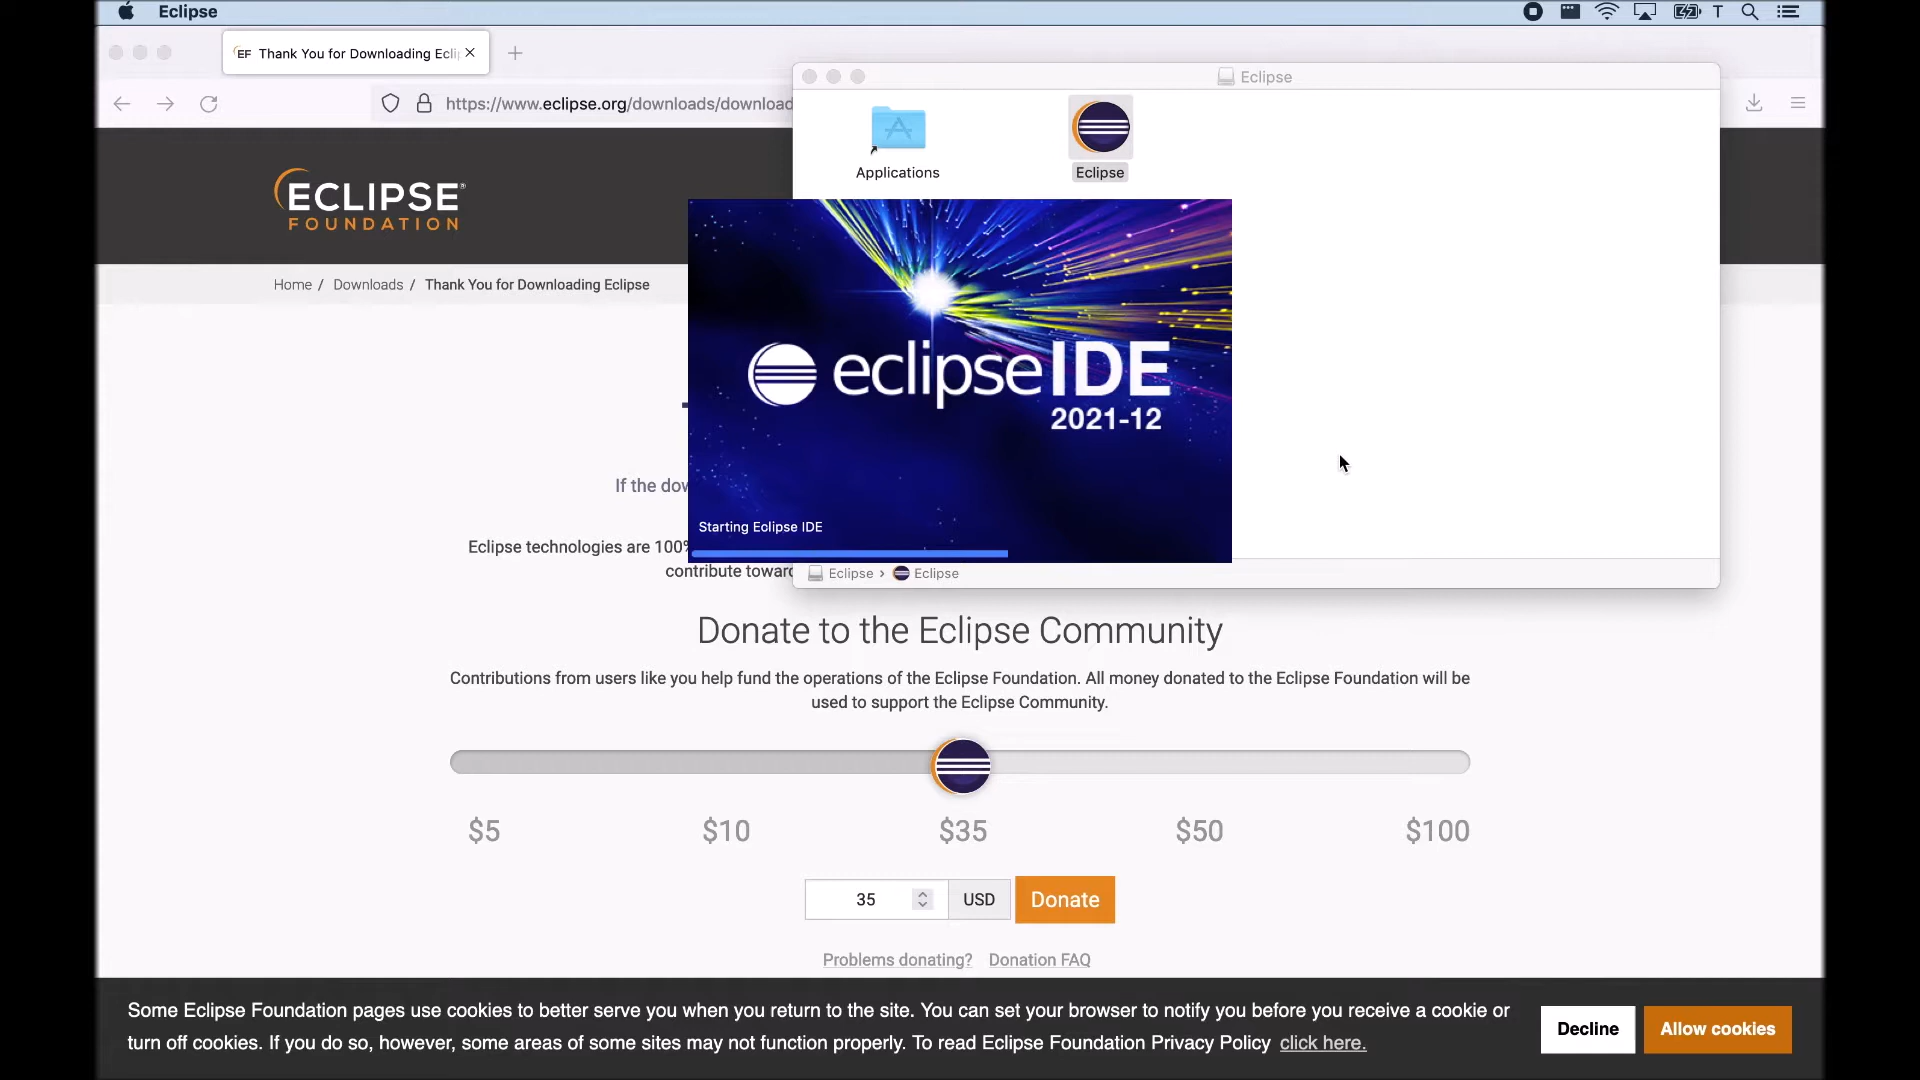 Eclipse
T
EF Thank You for Downloading Ecli
https://www.eclipse.org/downloads/download
Eclipse
Applications
Eclipse
ECLIPSE®
FOUNDATION
Home / Downloads / Thank You for Downloading Eclipse
eclipse IDE
2021-12
If the dow
Starting Eclipse IDE
Eclipse technologies are 100%
contribute toward
Eclipse › Eclipse
Donate to the Eclipse Community
Contributions from users like you help fund the operations of the Eclipse Foundation. All money donated to the Eclipse Foundation will be
used to support the Eclipse Community.
$5 $10 $35 $50 $100
35 USD Donate
Problems donating? Donation FAQ
Some Eclipse Foundation pages use cookies to better serve you when you return to the site. You can set your browser to notify you before you receive a cookie or
turn off cookies. If you do so, however, some areas of some sites may not function properly. To read Eclipse Foundation Privacy Policy click here.
Decline Allow cookies